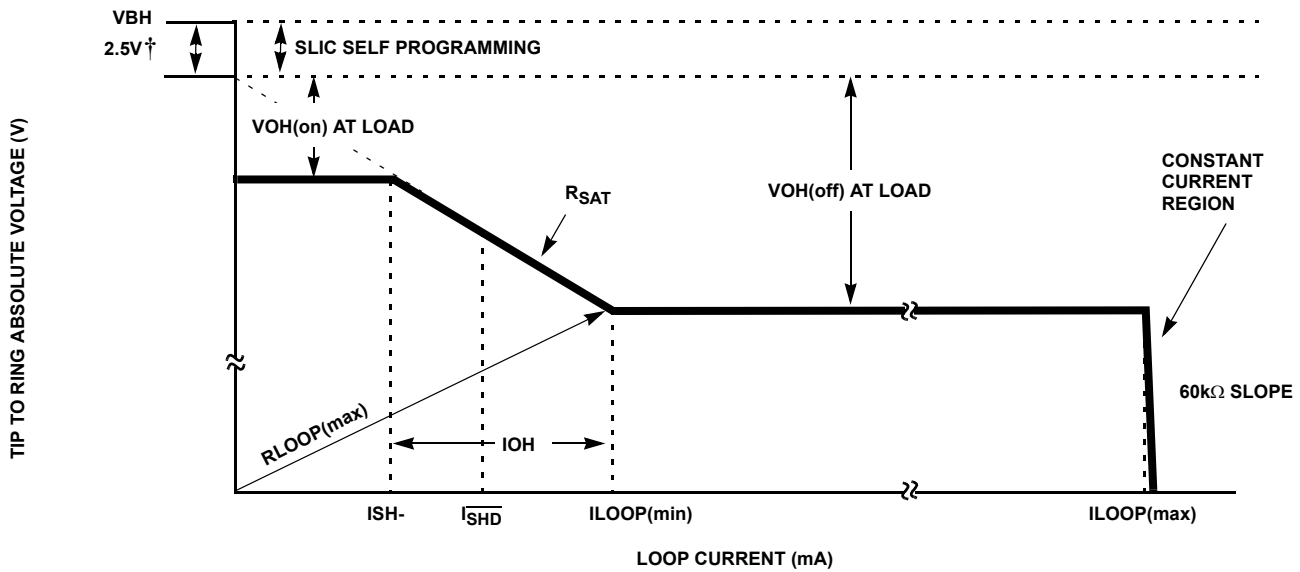 VBH
2.5V†
SLIC SELF PROGRAMMING
VOH(on) AT LOAD
RSAT
VOH(off) AT LOAD
CONSTANT
CURRENT
REGION
60kΩ SLOPE
RLOOP(max)
IOH
ISH-
ISHD
ILOOP(min)
ILOOP(max)
LOOP CURRENT (mA)
TIP TO RING ABSOLUTE VOLTAGE (V)